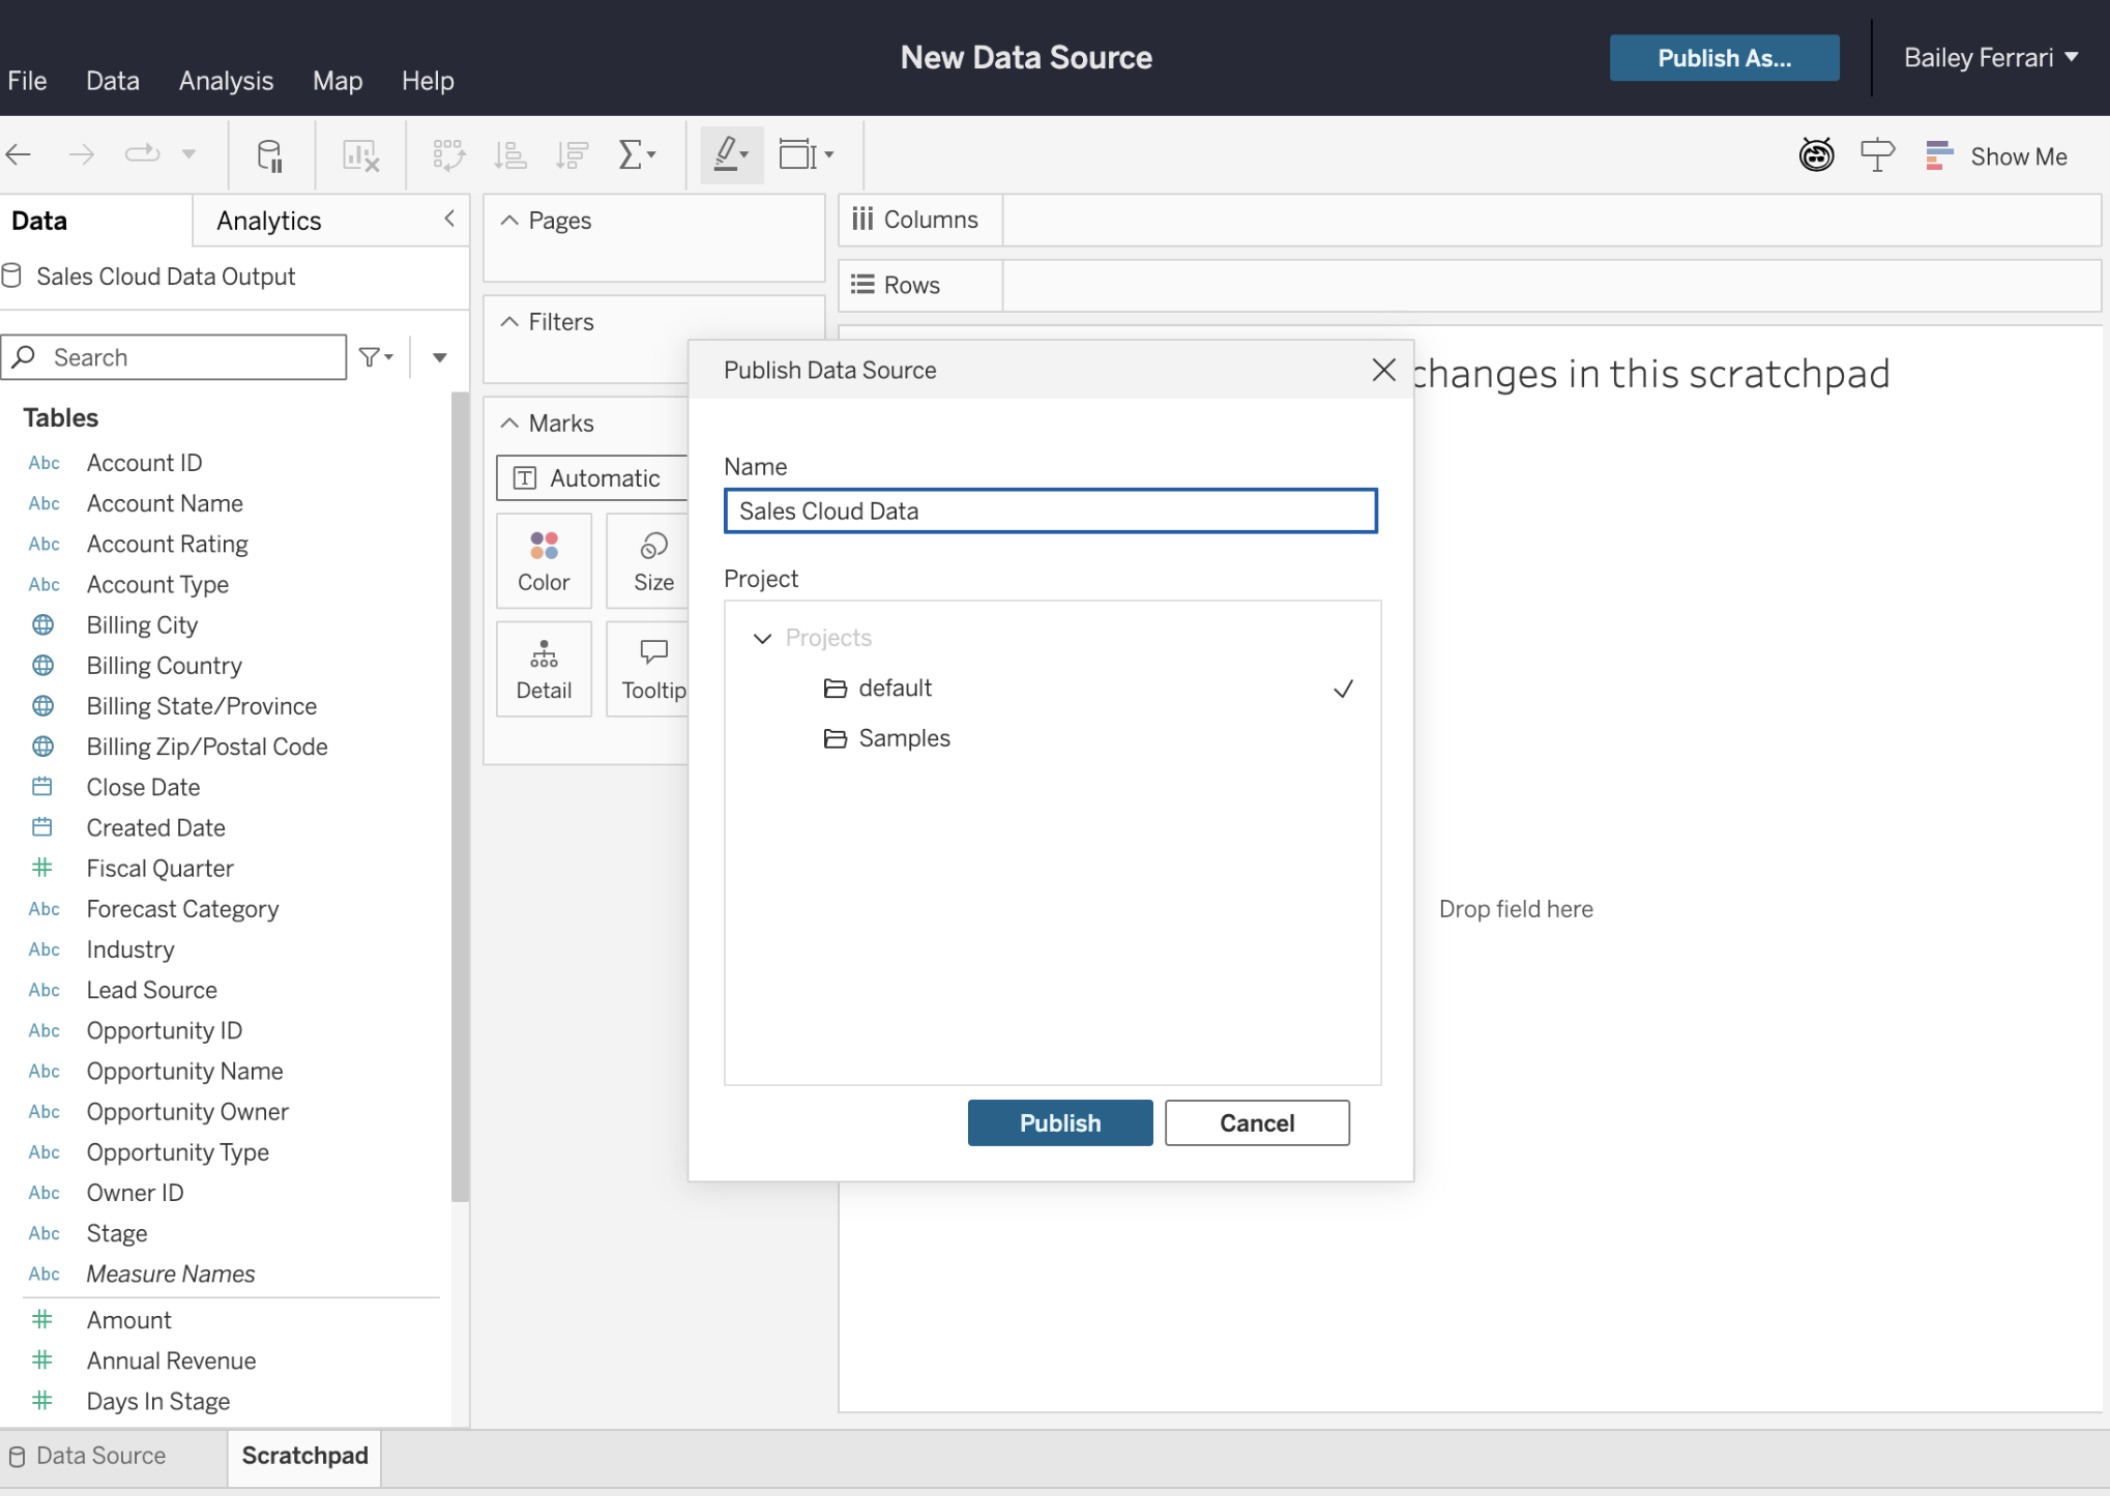 New Data Source
Publish As...
Bailey Ferrari
File Data Analysis Map Help
Show Me
Data
Analytics
Sales Cloud Data Output
Search
Tables
Abc Account ID
Abc Account Name
Abc Account Rating
Abc Account Type
Billing City
Billing Country
Billing State/Province
Billing Zip/Postal Code
Close Date
Created Date
# Fiscal Quarter
Abc Forecast Category
Abc Industry
Abc Lead Source
Abc Opportunity ID
Abc Opportunity Name
Abc Opportunity Owner
Abc Opportunity Type
Abc Owner ID
Abc Stage
Abc Measure Names
# Amount
# Annual Revenue
# Days In Stage
Pages
Filters
Marks
Automatic
Color
Size
Detail
Tooltip
Columns
Rows
changes in this scratchpad
Drop field here
Publish Data Source
Name
Sales Cloud Data
Project
Projects
default
Samples
Publish
Cancel
Data Source
Scratchpad